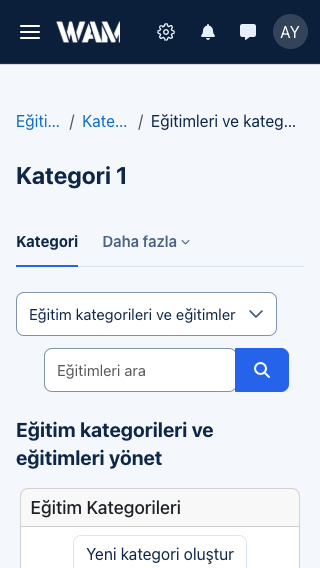 WAM
AY
Eğiti... / Kate... / Eğitimleri ve kateg...
Kategori 1
Kategori
Daha fazla
Eğitim kategorileri ve eğitimler
Eğitimleri ara
Eğitim kategorileri ve
eğitimleri yönet
Eğitim Kategorileri
Yeni kategori oluştur